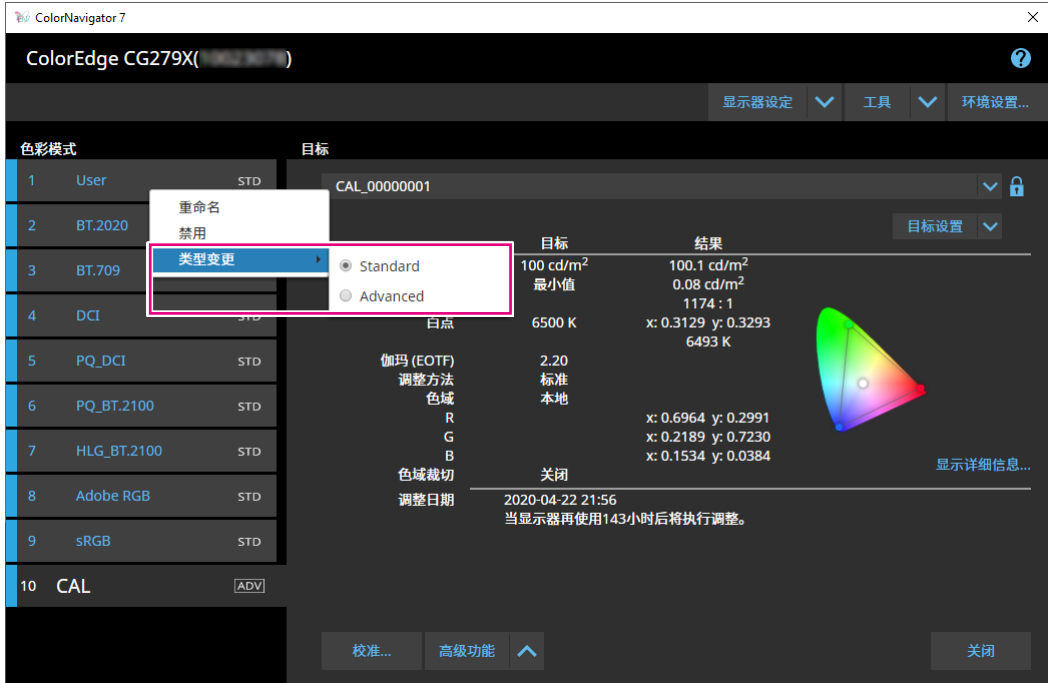 ColorNavigator 7
ColorEdge CG279X( )
显示器设定
工具
环境设置...
色彩模式
目标
1 User STD
2 BT.2020
3 BT.709
4 DCI STD
5 PQ_DCI STD
6 PQ_BT.2100 STD
7 HLG_BT.2100 STD
8 Adobe RGB STD
9 sRGB STD
10 CAL ADV
重命名
禁用
类型变更
Standard
Advanced
CAL_00000001
目标设置
目标 结果
100 cd/m² 100.1 cd/m²
最小值 0.08 cd/m²
1174 : 1
白点 6500 K x: 0.3129 y: 0.3293
6493 K
伽玛 (EOTF) 2.20
调整方法 标准
色域 本地
R x: 0.6964 y: 0.2991
G x: 0.2189 y: 0.7230
B x: 0.1534 y: 0.0384
色域裁切 关闭
显示详细信息...
调整日期 2020-04-22 21:56
当显示器再使用143小时后将执行调整。
校准...
高级功能
关闭